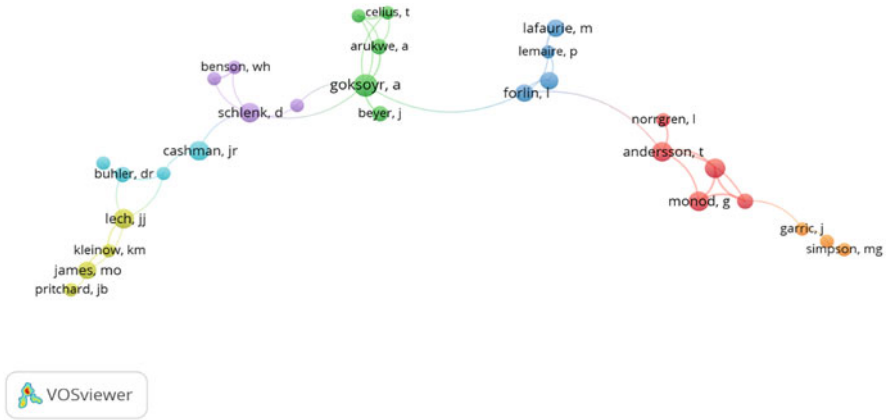 celius, t
lafaurie, m
arukwe, a
lemaire, p
benson, wh
goksoyr, a
forlin, l
schlenk, d
beyer, j
norrgren, l
cashman, jr
andersson, t
buhler, dr
monod, g
lech, jj
garric, j
kleinow, km
simpson, mg
james, mo
pritchard, jb
VOSviewer